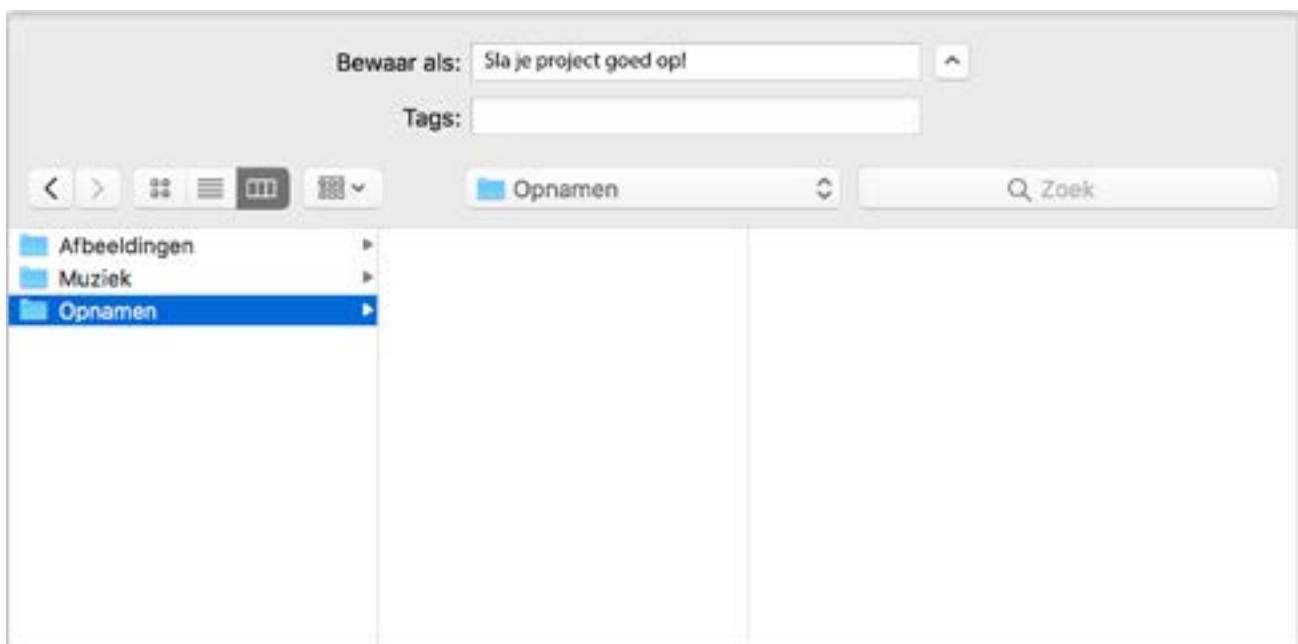 Bewaar als: Sla je project goed op!
Tags:
Opnamen Zoek
Afbeeldingen
Muziek
Opnamen